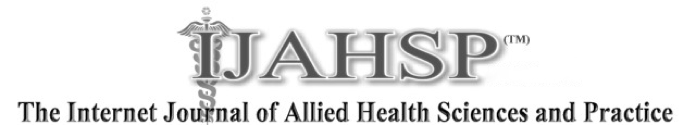 IJAHSP(TM)
The Internet Journal of Allied Health Sciences and Practice